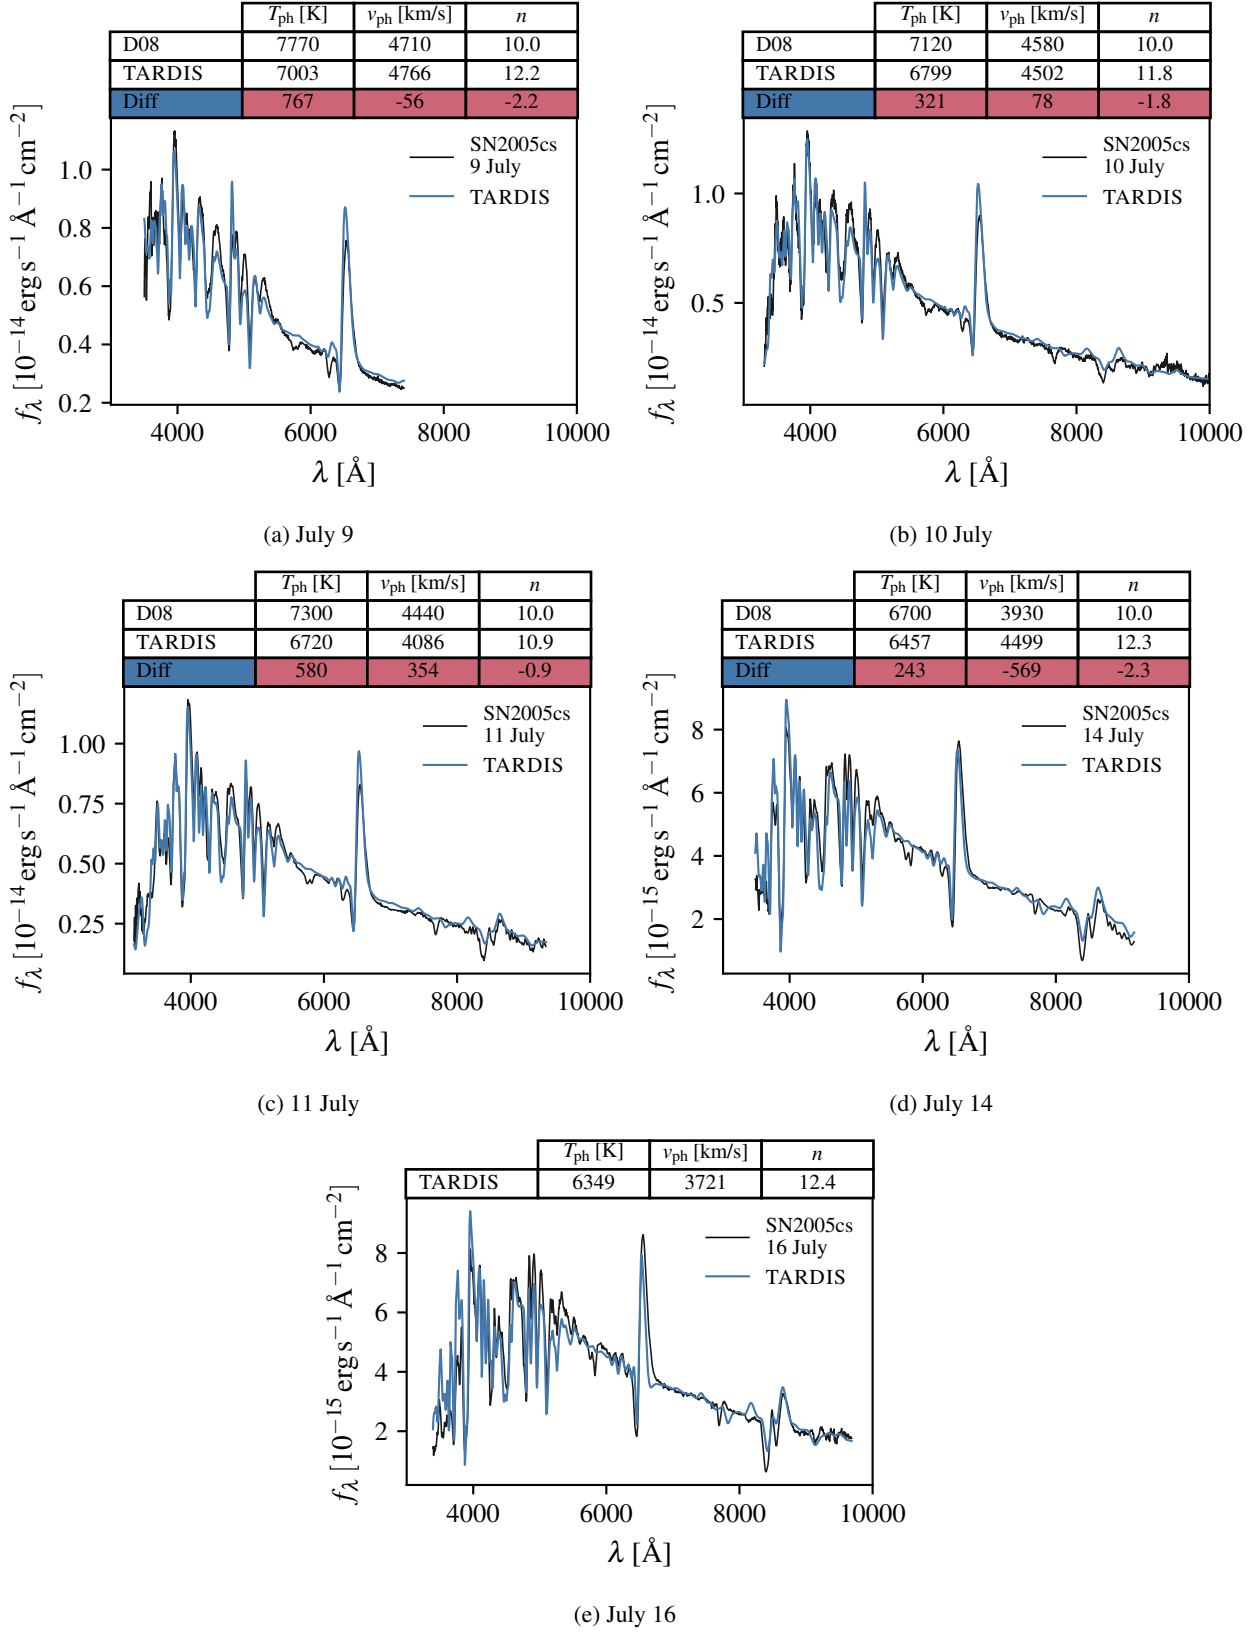 T_ph [K] v_ph [km/s] n
D08 7770 4710 10.0
TARDIS 7003 4766 12.2
Diff 767 -56 -2.2
SN2005cs
9 July
TARDIS
f_λ [10⁻¹⁴ erg s⁻¹ Å⁻¹ cm⁻²]
1.0
0.8
0.6
0.4
0.2
4000 6000 8000 10000
λ [Å]
(a) July 9
T_ph [K] v_ph [km/s] n
D08 7120 4580 10.0
TARDIS 6799 4502 11.8
Diff 321 78 -1.8
SN2005cs
10 July
TARDIS
f_λ [10⁻¹⁴ erg s⁻¹ Å⁻¹ cm⁻²]
1.0
0.5
4000 6000 8000 10000
λ [Å]
(b) 10 July
T_ph [K] v_ph [km/s] n
D08 7300 4440 10.0
TARDIS 6720 4086 10.9
Diff 580 354 -0.9
SN2005cs
11 July
TARDIS
f_λ [10⁻¹⁴ erg s⁻¹ Å⁻¹ cm⁻²]
1.00
0.75
0.50
0.25
4000 6000 8000 10000
λ [Å]
(c) 11 July
T_ph [K] v_ph [km/s] n
D08 6700 3930 10.0
TARDIS 6457 4499 12.3
Diff 243 -569 -2.3
SN2005cs
14 July
TARDIS
f_λ [10⁻¹⁵ erg s⁻¹ Å⁻¹ cm⁻²]
8
6
4
2
4000 6000 8000 10000
λ [Å]
(d) July 14
T_ph [K] v_ph [km/s] n
TARDIS 6349 3721 12.4
SN2005cs
16 July
TARDIS
f_λ [10⁻¹⁵ erg s⁻¹ Å⁻¹ cm⁻²]
8
6
4
2
4000 6000 8000 10000
λ [Å]
(e) July 16